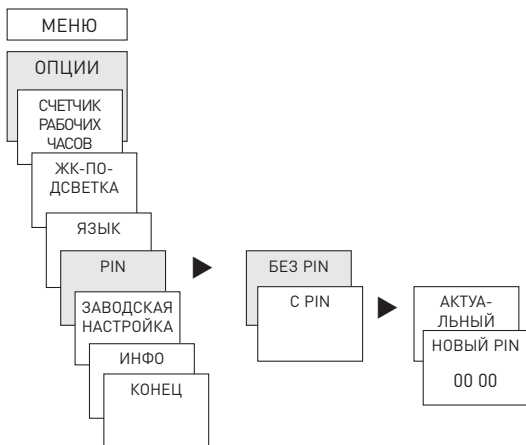 МЕНЮ
ОПЦИИ
СЧЕТЧИК
РАБОЧИХ
ЧАСОВ
ЖК-ПО-
ДСВЕТКА
ЯЗЫК
PIN
ЗАВОДСКАЯ
НАСТРОЙКА
ИНФО
КОНЕЦ
БЕЗ PIN
С PIN
АКТУА-
ЛЬНЫЙ
НОВЫЙ PIN
00 00